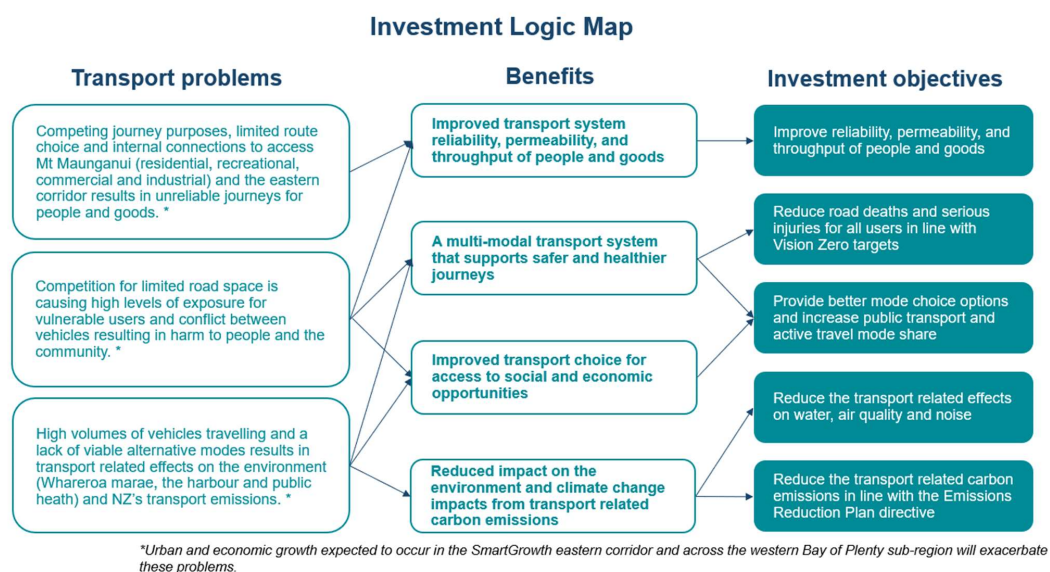 Investment Logic Map
Transport problems
Competing journey purposes, limited route
choice and internal connections to access
Mt Maunganui (residential, recreational,
commercial and industrial) and the eastern
corridor results in unreliable journeys for
people and goods. *
Competition for limited road space is
causing high levels of exposure for
vulnerable users and conflict between
vehicles resulting in harm to people and the
community. *
High volumes of vehicles travelling and a
lack of viable alternative modes results in
transport related effects on the environment
(Whareroa marae, the harbour and public
heath) and NZ's transport emissions. *
Benefits
Improved transport system
reliability, permeability, and
throughput of people and goods
A multi-modal transport system
that supports safer and healthier
journeys
Improved transport choice for
access to social and economic
opportunities
Reduced impact on the
environment and climate change
impacts from transport related
carbon emissions
Investment objectives
Improve reliability, permeability, and
throughput of people and goods
Reduce road deaths and serious
injuries for all users in line with
Vision Zero targets
Provide better mode choice options
and increase public transport and
active travel mode share
Reduce the transport related effects
on water, air quality and noise
Reduce the transport related carbon
emissions in line with the Emissions
Reduction Plan directive
*Urban and economic growth expected to occur in the SmartGrowth eastern corridor and across the western Bay of Plenty sub-region will exacerbate
these problems.